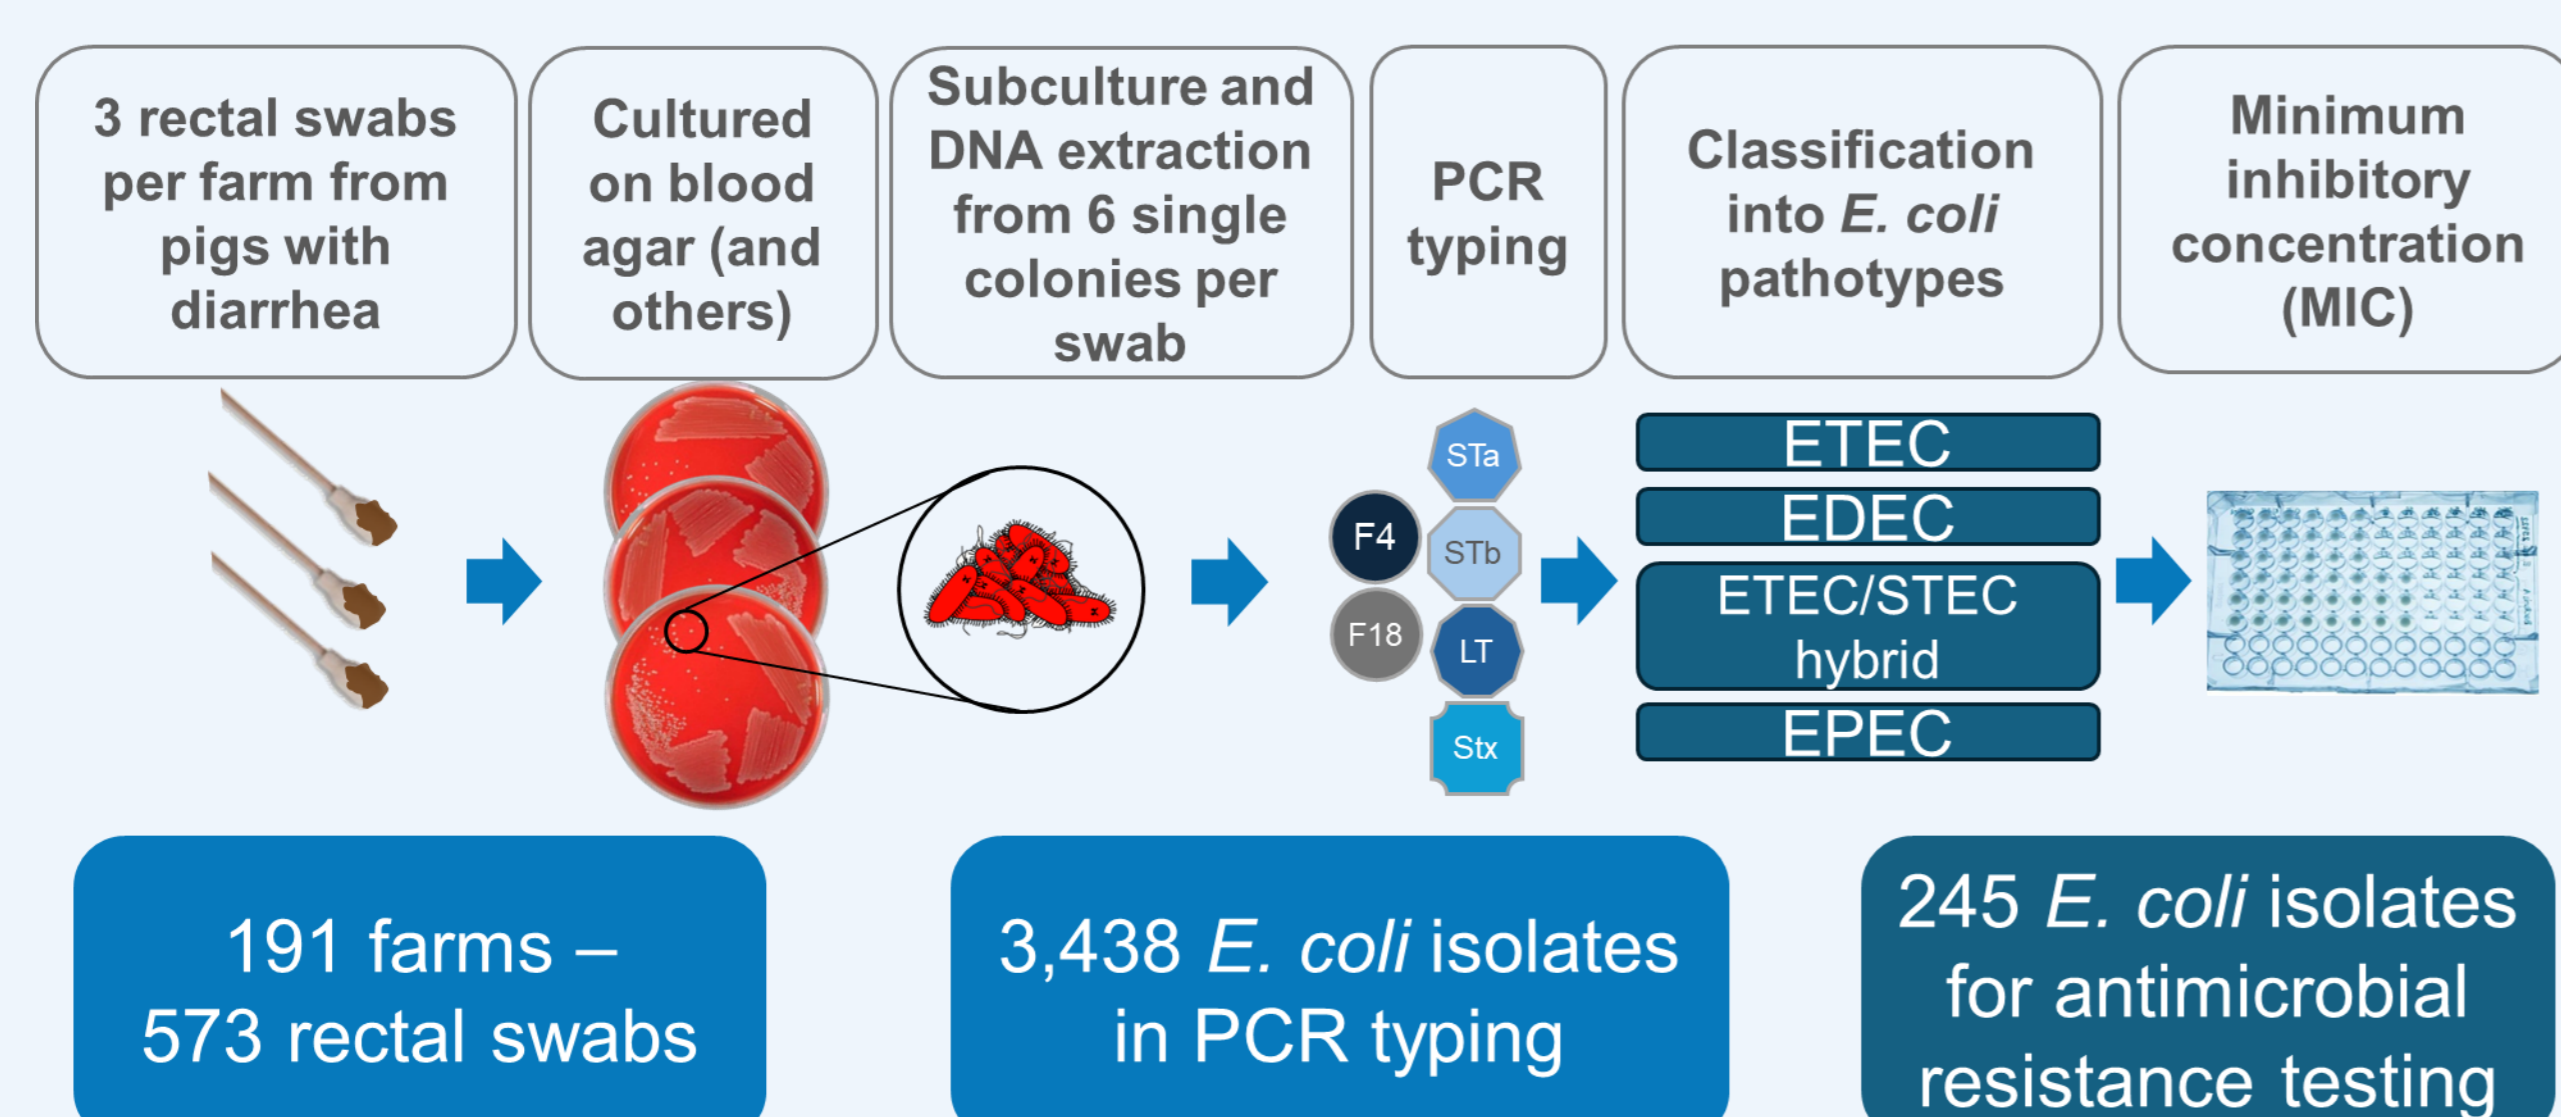 3 rectal swabs
per farm from
pigs with
diarrhea
Cultured
on blood
agar (and
others)
Subculture and
DNA extraction
from 6 single
colonies per
swab
PCR
typing
Classification
into E. coli
pathotypes
Minimum
inhibitory
concentration
(MIC)
STa
F4
STb
F18
LT
Stx
ETEC
EDEC
ETEC/STEC
hybrid
EPEC
191 farms –
573 rectal swabs
3,438 E. coli isolates
in PCR typing
245 E. coli isolates
for antimicrobial
resistance testing